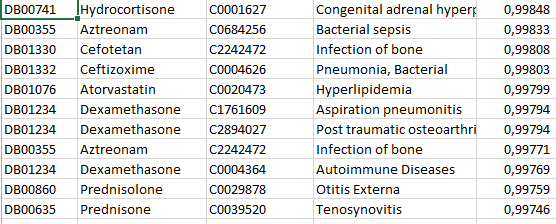 DB00741 Hydrocortisone C0001627 Congenital adrenal hyperp 0,99848
DB00355 Aztreonam C0684256 Bacterial sepsis 0,99833
DB01330 Cefotetan C2242472 Infection of bone 0,99808
DB01332 Ceftizoxime C0004626 Pneumonia, Bacterial 0,99803
DB01076 Atorvastatin C0020473 Hyperlipidemia 0,99799
DB01234 Dexamethasone C1761609 Aspiration pneumonitis 0,99794
DB01234 Dexamethasone C2894027 Post traumatic osteoarthri 0,99794
DB00355 Aztreonam C2242472 Infection of bone 0,99771
DB01234 Dexamethasone C0004364 Autoimmune Diseases 0,99769
DB00860 Prednisolone C0029878 Otitis Externa 0,99759
DB00635 Prednisone C0039520 Tenosynovitis 0,99746